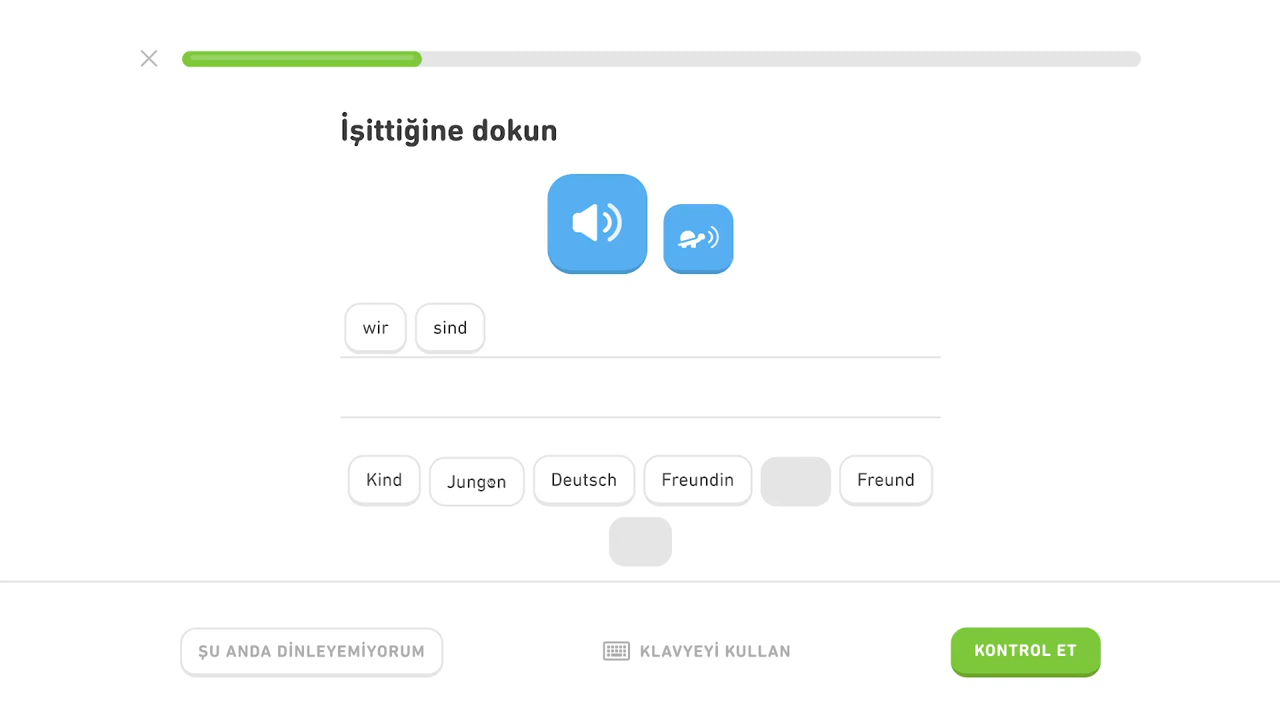 İşittiğine dokun
wir sind
Kind Jungen Deutsch Freundin Freund
ŞU ANDA DİNLEYEMİYORUM KLAVYEYİ KULLAN KONTROL ET